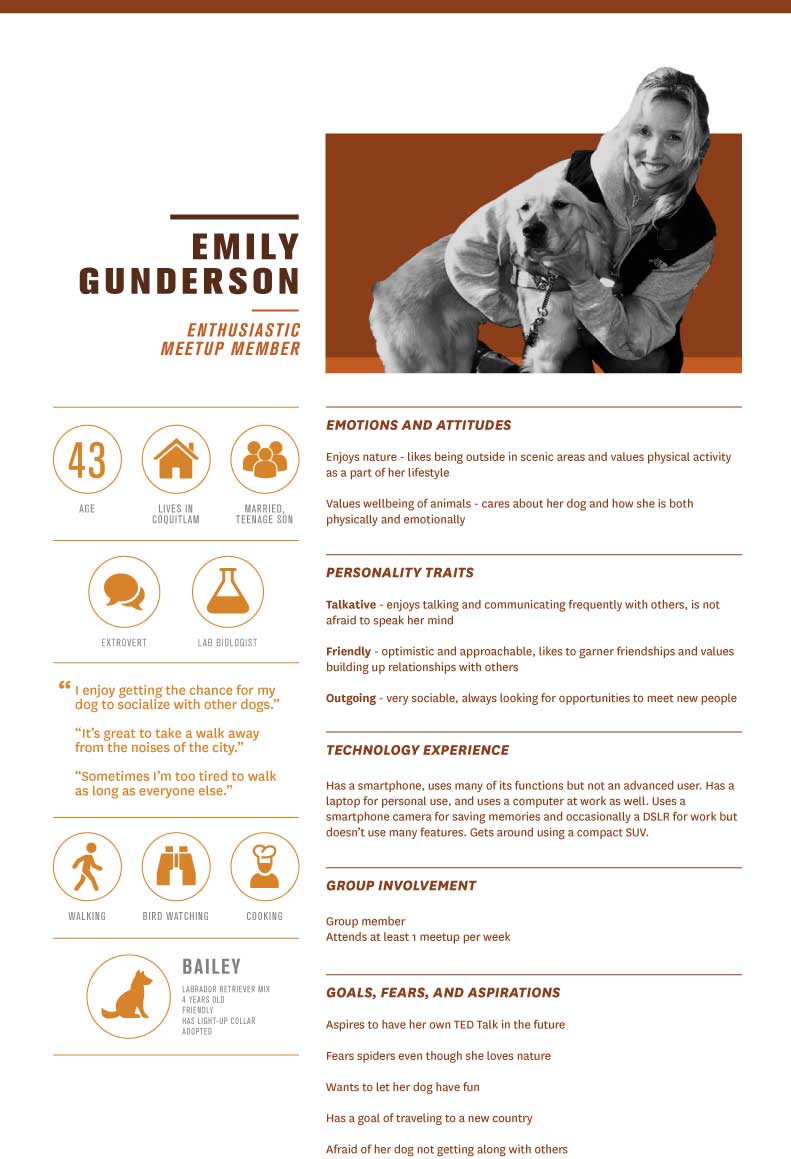 EMILY
GUNDERSON
ENTHUSIASTIC
MEETUP MEMBER
43
AGE
LIVES IN
COQUITLAM
MARRIED,
TEENAGE SON
EXTROVERT
LAB BIOLOGIST
“ I enjoy getting the chance for my
dog to socialize with other dogs.”
“It’s great to take a walk away
from the noises of the city.”
“Sometimes I’m too tired to walk
as long as everyone else.”
WALKING
BIRD WATCHING
COOKING
BAILEY
LABRADOR RETRIEVER MIX
4 YEARS OLD
FRIENDLY
HAS LIGHT-UP COLLAR
ADOPTED
EMOTIONS AND ATTITUDES
Enjoys nature - likes being outside in scenic areas and values physical activity
as a part of her lifestyle
Values wellbeing of animals - cares about her dog and how she is both
physically and emotionally
PERSONALITY TRAITS
Talkative - enjoys talking and communicating frequently with others, is not
afraid to speak her mind
Friendly - optimistic and approachable, likes to garner friendships and values
building up relationships with others
Outgoing - very sociable, always looking for opportunities to meet new people
TECHNOLOGY EXPERIENCE
Has a smartphone, uses many of its functions but not an advanced user. Has a
laptop for personal use, and uses a computer at work as well. Uses a
smartphone camera for saving memories and occasionally a DSLR for work but
doesn’t use many features. Gets around using a compact SUV.
GROUP INVOLVEMENT
Group member
Attends at least 1 meetup per week
GOALS, FEARS, AND ASPIRATIONS
Aspires to have her own TED Talk in the future
Fears spiders even though she loves nature
Wants to let her dog have fun
Has a goal of traveling to a new country
Afraid of her dog not getting along with others